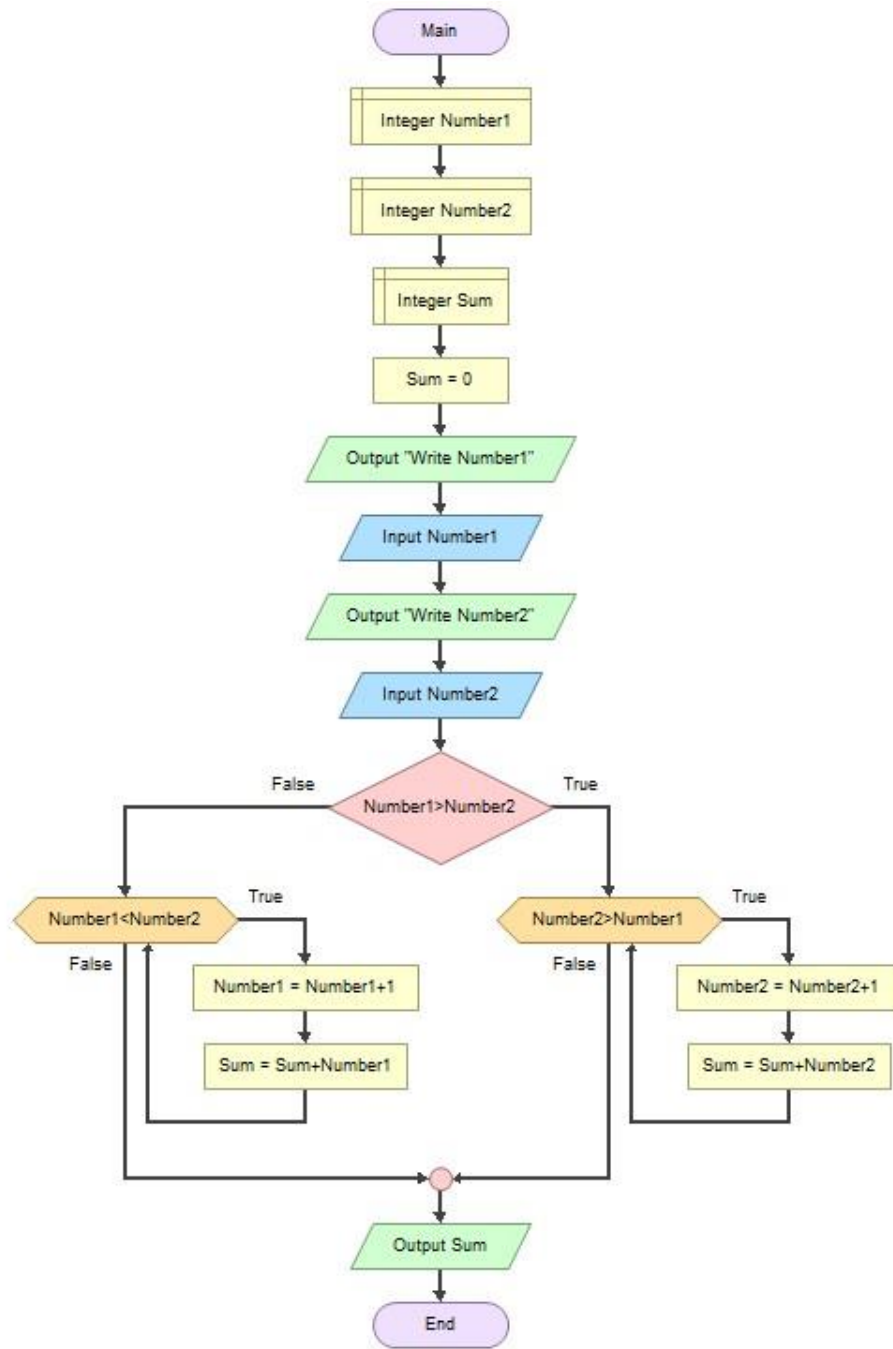 Main
Integer Number1
Integer Number2
Integer Sum
Sum = 0
Output "Write Number1"
Input Number1
Output "Write Number2"
Input Number2
False
True
Number1>Number2
Number1<Number2
True
False
Number1 = Number1+1
Sum = Sum+Number1
Number2>Number1
True
False
Number2 = Number2+1
Sum = Sum+Number2
Output Sum
End